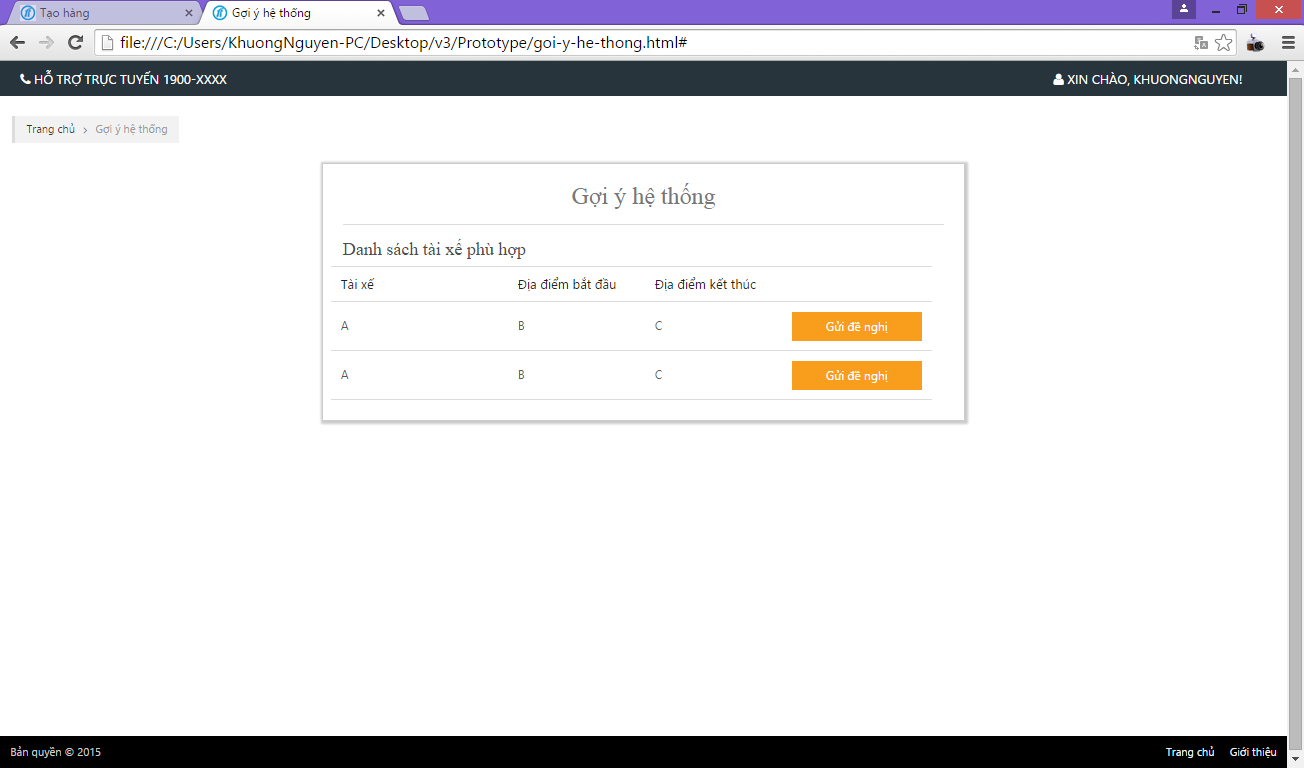 Tạo hàng
Gợi ý hệ thống
file:///C:/Users/KhuongNguyen-PC/Desktop/v3/Prototype/goi-y-he-thong.html#
HỖ TRỢ TRỰC TUYẾN 1900-XXXX
XIN CHÀO, KHUONGNGUYEN!
Trang chủ > Gợi ý hệ thống
Gợi ý hệ thống
Danh sách tài xế phù hợp
Tài xế Địa điểm bắt đầu Địa điểm kết thúc
A B C Gửi đề nghị
A B C Gửi đề nghị
Bản quyền © 2015
Trang chủ Giới thiệu